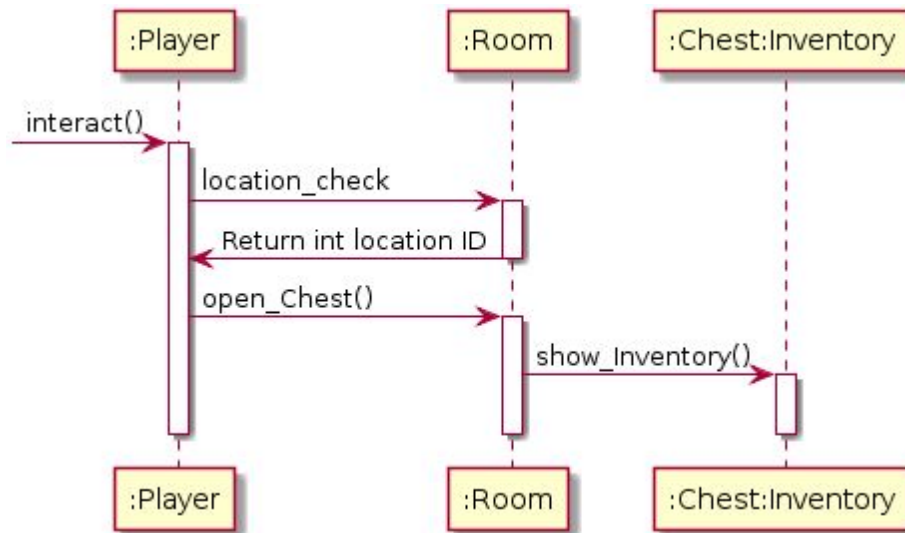 :Player
:Room
:Chest:Inventory
interact()
location_check
Return int location ID
open_Chest()
show_Inventory()
:Player
:Room
:Chest:Inventory